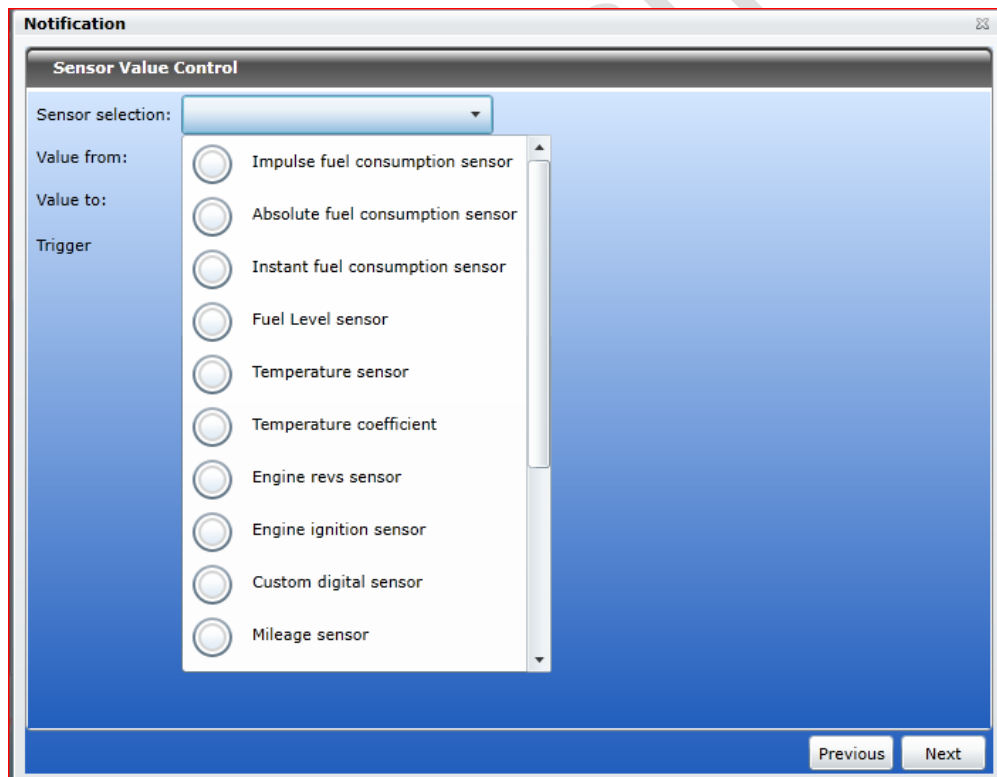 Notification
Sensor Value Control
Sensor selection:
Value from:
Value to:
Trigger
Impulse fuel consumption sensor
Absolute fuel consumption sensor
Instant fuel consumption sensor
Fuel Level sensor
Temperature sensor
Temperature coefficient
Engine revs sensor
Engine ignition sensor
Custom digital sensor
Mileage sensor
Previous
Next